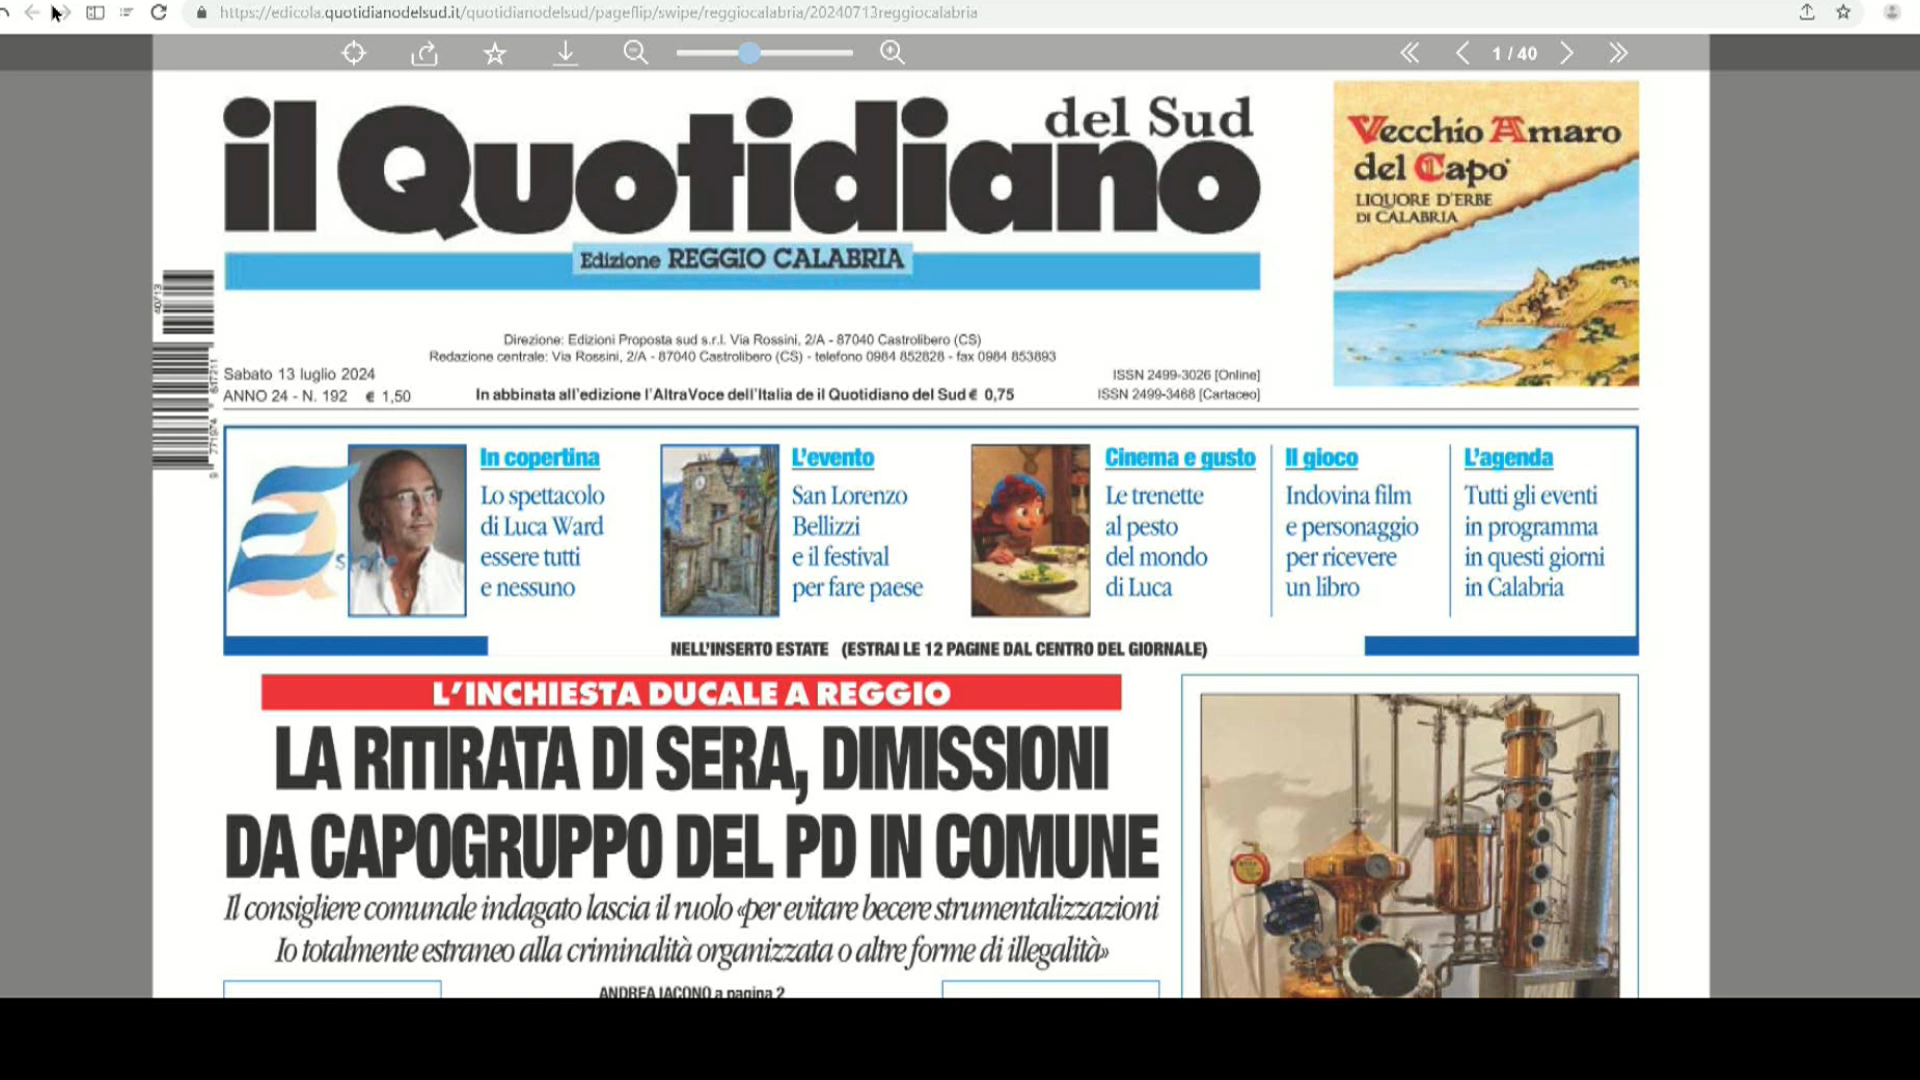 https://edicola.quotidianodelsud.it/quotidianodelsud/pageflip/swipe/reggiocalabria/20240713reggiocalabria
1 / 40
il Quotidiano
del Sud
Edizione REGGIO CALABRIA
Vecchio Amaro
del Capo
LIQUORE D'ERBE
DI CALABRIA
40713
Direzione: Edizioni Proposta sud s.r.l. Via Rossini, 2/A - 87040 Castrolibero (CS)
Redazione centrale: Via Rossini, 2/A - 87040 Castrolibero (CS) - telefono 0984 852828 - fax 0984 853893
Sabato 13 luglio 2024
ANNO 24 - N. 192 € 1,50
In abbinata all'edizione l'AltraVoce dell'Italia de il Quotidiano del Sud € 0,75
ISSN 2499-3026 [Online]
ISSN 2499-3468 [Cartaceo]
In copertina
Lo spettacolo
di Luca Ward
essere tutti
e nessuno
L'evento
San Lorenzo
Bellizzi
e il festival
per fare paese
Cinema e gusto
Le trenette
al pesto
del mondo
di Luca
Il gioco
Indovina film
e personaggio
per ricevere
un libro
L'agenda
Tutti gli eventi
in programma
in questi giorni
in Calabria
NELL'INSERTO ESTATE (ESTRAI LE 12 PAGINE DAL CENTRO DEL GIORNALE)
L'INCHIESTA DUCALE A REGGIO
LA RITIRATA DI SERA, DIMISSIONI
DA CAPOGRUPPO DEL PD IN COMUNE
Il consigliere comunale indagato lascia il ruolo «per evitare becere strumentalizzazioni
Io totalmente estraneo alla criminalità organizzata o altre forme di illegalità»
ANDREA IACONO a pagina 2